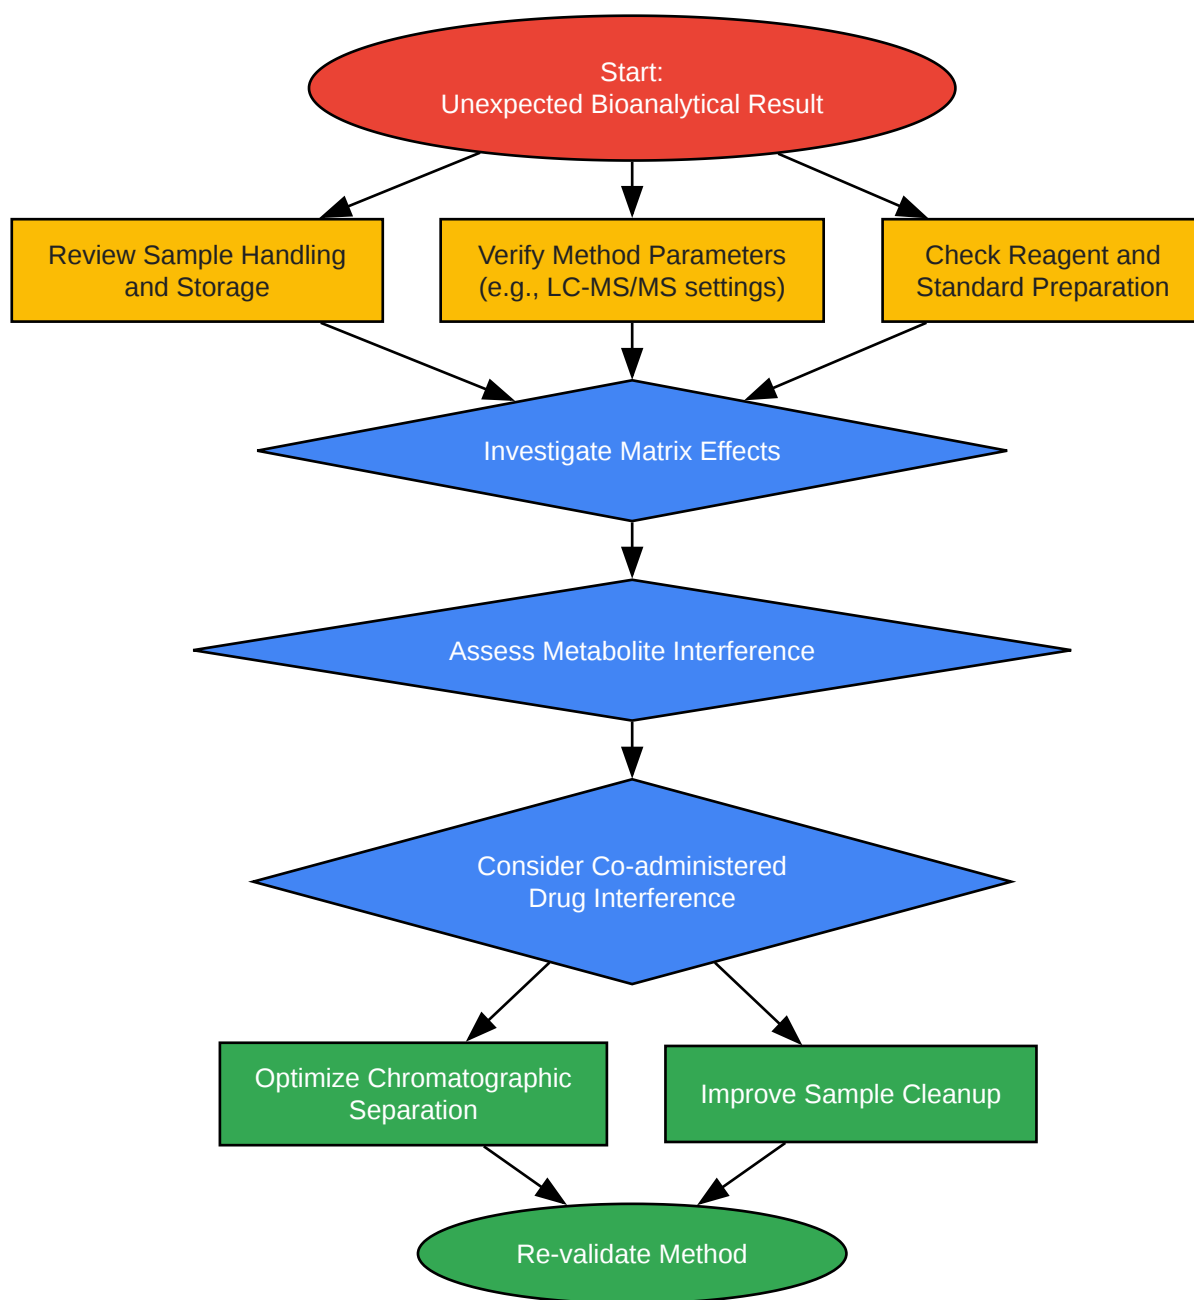 Start:
Unexpected Bioanalytical Result
Review Sample Handling
and Storage
Verify Method Parameters
(e.g., LC-MS/MS settings)
Check Reagent and
Standard Preparation
Investigate Matrix Effects
Assess Metabolite Interference
Consider Co-administered
Drug Interference
Optimize Chromatographic
Separation
Improve Sample Cleanup
Re-validate Method